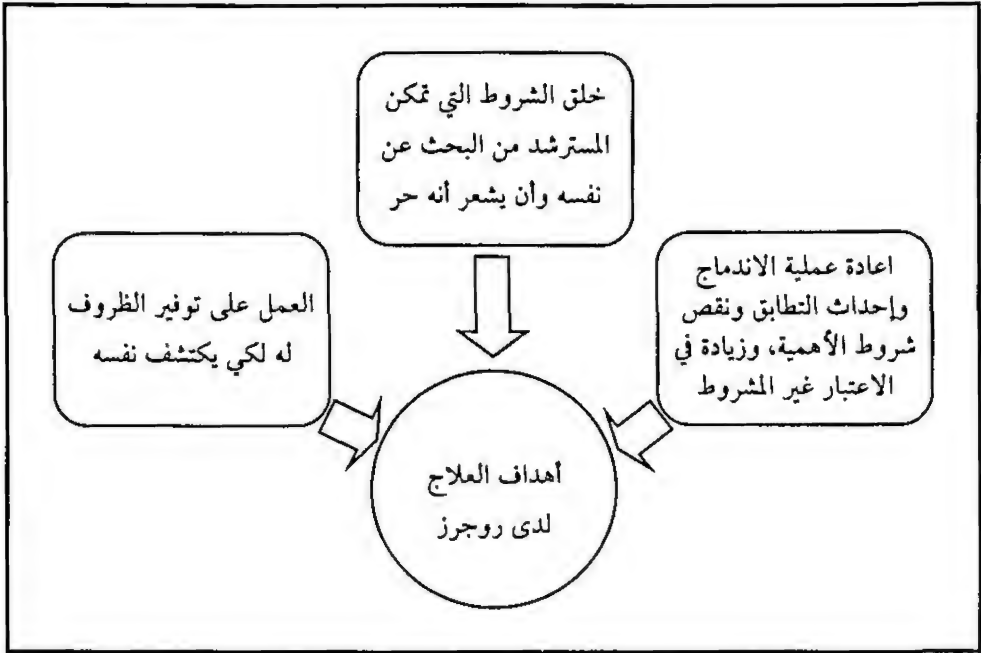 خلق الشروط التي تمكن
المسترشد من البحث عن
نفسه وأن يشعر أنه حر
اعادة عملية الاندماج
وإحداث التطابق ونقص
شروط الأهمية، وزيادة في
الاعتبار غير المشروط
العمل على توفير الظروف
له لكي يكتشف نفسه
أهداف العلاج
لدى روجرز